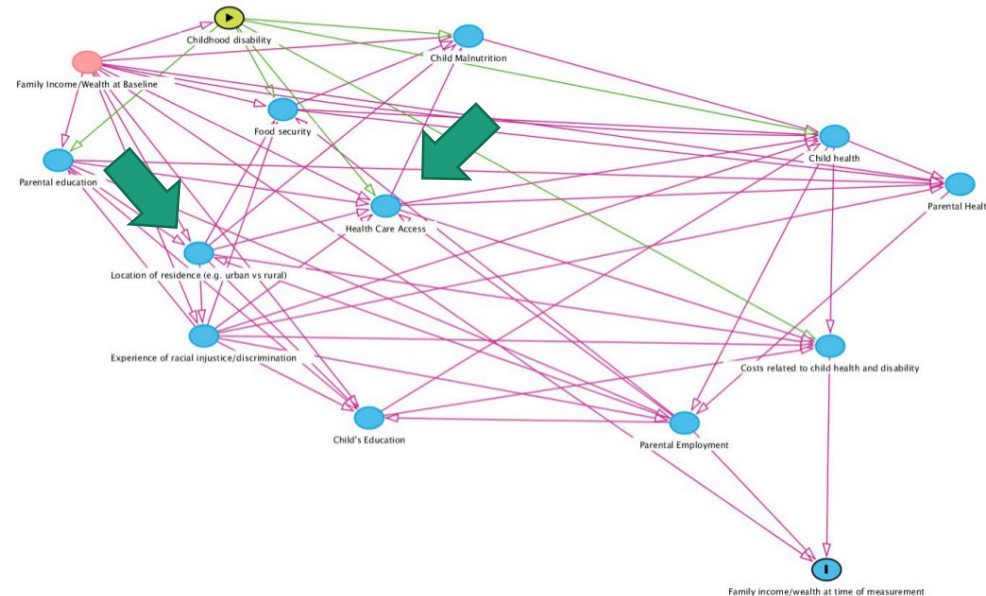 Childhood disability
Child Malnutrition
Family Income/Wealth at Baseline
Food security
Child health
Parental education
Parental Healt
Health Care Access
Location of residence (e.g. urban vs rural)
Experience of racial injustice/discrimination
Costs related to child health and disability
Child's Education
Parental Employment
Family income/wealth at time of measurement